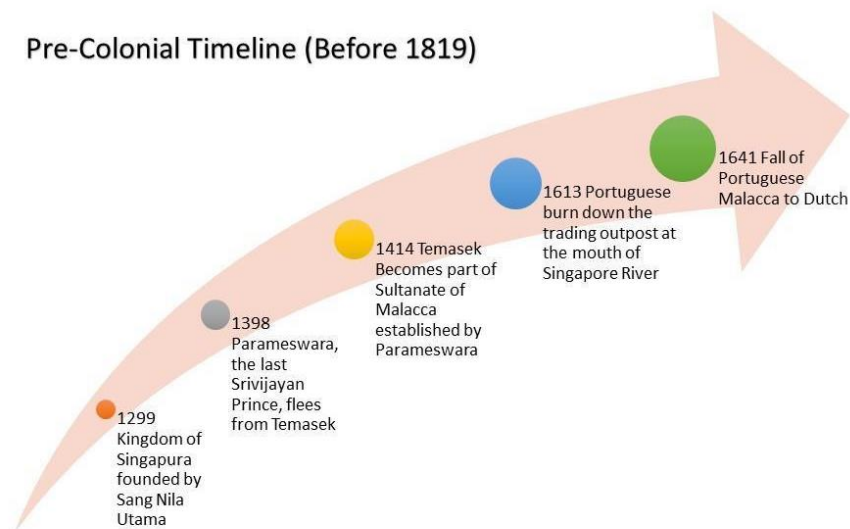 Pre-Colonial Timeline (Before 1819)
1299
Kingdom of
Singapura
founded by
Sang Nila
Utama
1398
Parameswara,
the last
Srivijayan
Prince, flees
from Temasek
1414 Temasek
Becomes part of
Sultanate of
Malacca
established by
Parameswara
1613 Portuguese
burn down the
trading outpost at
the mouth of
Singapore River
1641 Fall of
Portuguese
Malacca to Dutch